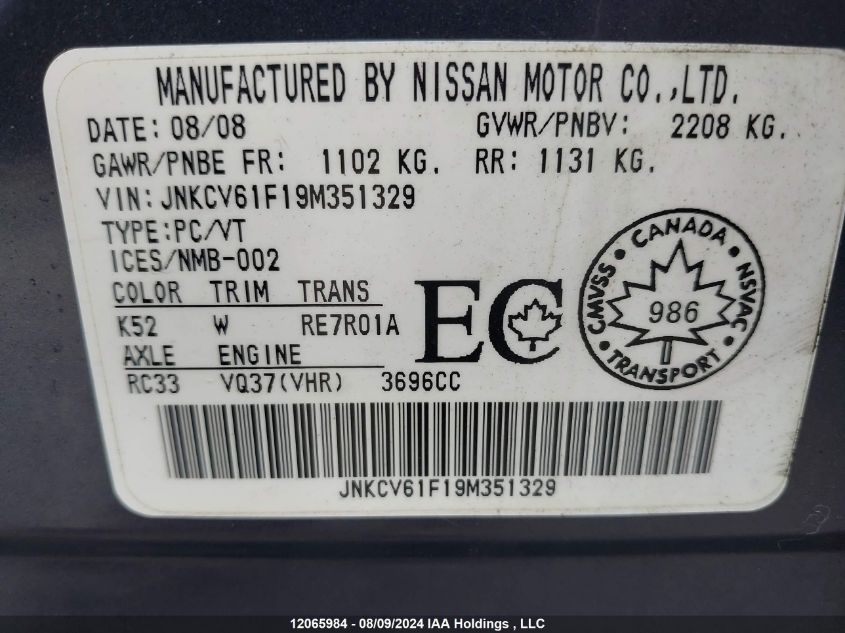 MANUFACTURED BY NISSAN MOTOR CO.,LTD.
DATE: 08/08 GVWR/PNBV: 2208 KG.
GAWR/PNBE FR: 1102 KG. RR: 1131 KG.
VIN: JNKCV61F19M351329
TYPE:PC/VT
ICES/NMB-002
COLOR TRIM TRANS
K52 W RE7R01A
AXLE ENGINE
RC33 VQ37(VHR) 3696CC
EC
CANADA
CMVSS 986 NSVAC
TRANSPORT
JNKCV61F19M351329
12065984 - 08/09/2024 IAA Holdings , LLC